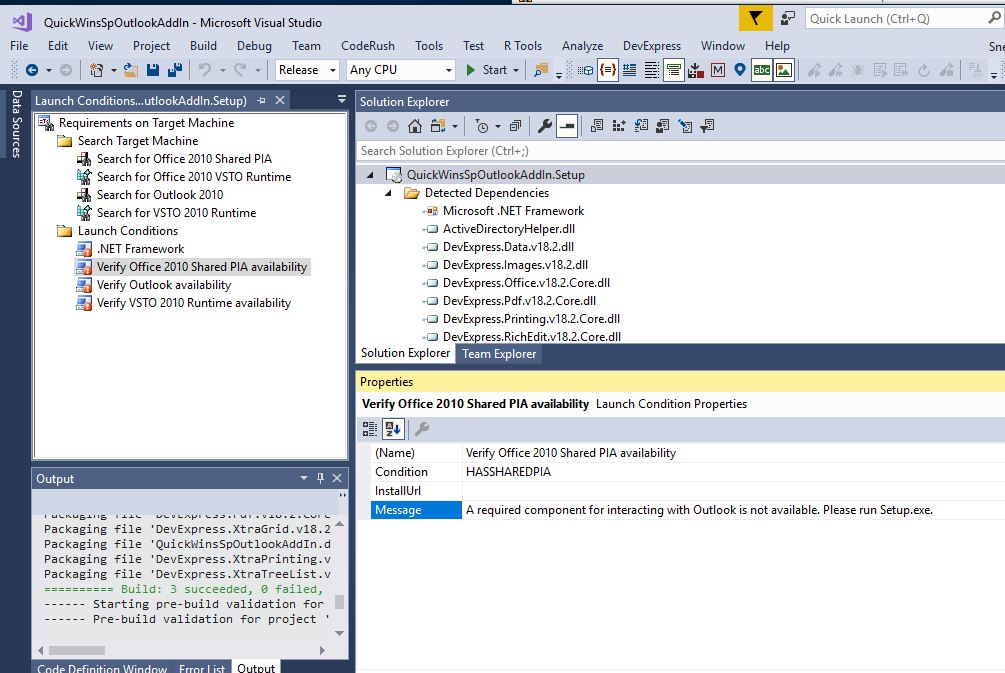 QuickWinsSpOutlookAddIn - Microsoft Visual Studio
Quick Launch (Ctrl+Q)
File Edit View Project Build Debug Team CodeRush Tools Test R Tools Analyze DevExpress Window Help
Release Any CPU Start
Data Sources
Launch Conditions...utlookAddIn.Setup)
Requirements on Target Machine
Search Target Machine
Search for Office 2010 Shared PIA
Search for Office 2010 VSTO Runtime
Search for Outlook 2010
Search for VSTO 2010 Runtime
Launch Conditions
.NET Framework
Verify Office 2010 Shared PIA availability
Verify Outlook availability
Verify VSTO 2010 Runtime availability
Output
Packaging file 'DevExpress.Pdf.v18.2.Core
Packaging file 'DevExpress.XtraGrid.v18.2
Packaging file 'QuickWinsSpOutlookAddIn.d
Packaging file 'DevExpress.XtraPrinting.v
Packaging file 'DevExpress.XtraTreeList.v
========== Build: 3 succeeded, 0 failed,
------ Starting pre-build validation for
------ Pre-build validation for project '
Code Definition Window Error List Output
Solution Explorer
Search Solution Explorer (Ctrl+;)
QuickWinsSpOutlookAddIn.Setup
Detected Dependencies
Microsoft .NET Framework
ActiveDirectoryHelper.dll
DevExpress.Data.v18.2.dll
DevExpress.Images.v18.2.dll
DevExpress.Office.v18.2.Core.dll
DevExpress.Pdf.v18.2.Core.dll
DevExpress.Printing.v18.2.Core.dll
DevExpress.RichEdit.v18.2.Core.dll
Solution Explorer Team Explorer
Properties
Verify Office 2010 Shared PIA availability Launch Condition Properties
(Name) Verify Office 2010 Shared PIA availability
Condition HASSHAREDPIA
InstallUrl
Message A required component for interacting with Outlook is not available. Please run Setup.exe.